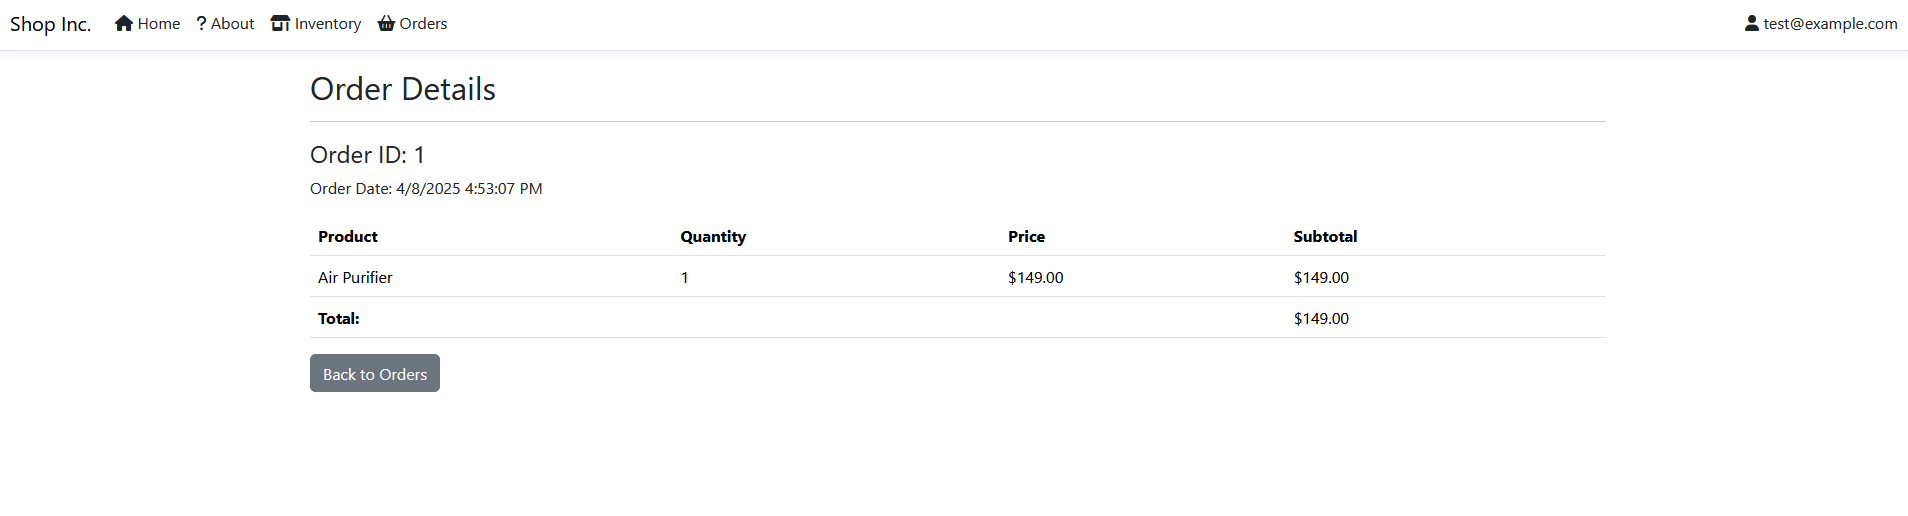 Shop Inc. Home ? About Inventory Orders test@example.com
Order Details
Order ID: 1
Order Date: 4/8/2025 4:53:07 PM
Product Quantity Price Subtotal
Air Purifier 1 $149.00 $149.00
Total: $149.00
Back to Orders